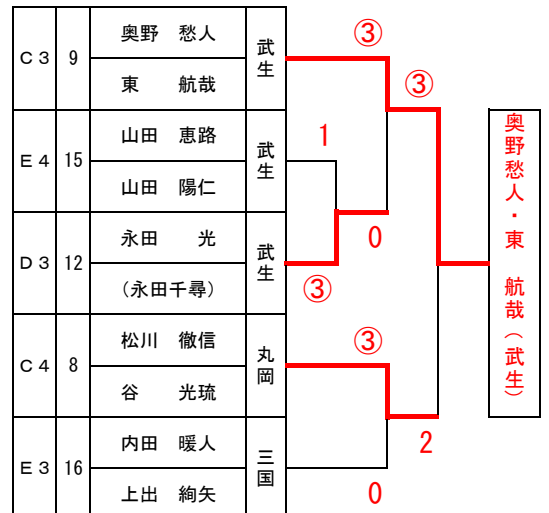 C3 9 奥野 愁人 武生
東 航哉
E4 15 山田 恵路 武生
山田 陽仁
D3 12 永田 光 武生
(永田千尋)
C4 8 松川 徹信 丸岡
谷 光琉
E3 16 内田 暖人 三国
上出 絢矢
③
③
1
0
③
③
2
0
奥野愁人・東 航哉(武生)